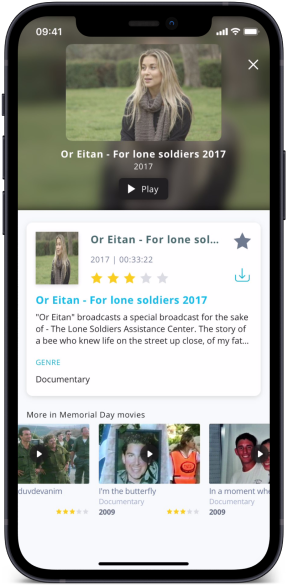 09:41
Or Eitan - For lone soldiers 2017
2017
Play
Or Eitan - For lone sol...
2017 | 00:33:22
Or Eitan - For lone soldiers 2017
"Or Eitan" broadcasts a special broadcast for the sake
of - The Lone Soldiers Assistance Center. The story of
a bee who knew life on the street up close, of my fat...
GENRE
Documentary
More in Memorial Day movies
duvdevanim
I'm the butterfly
Documentary
2009
In a moment whe
Documentary
2009